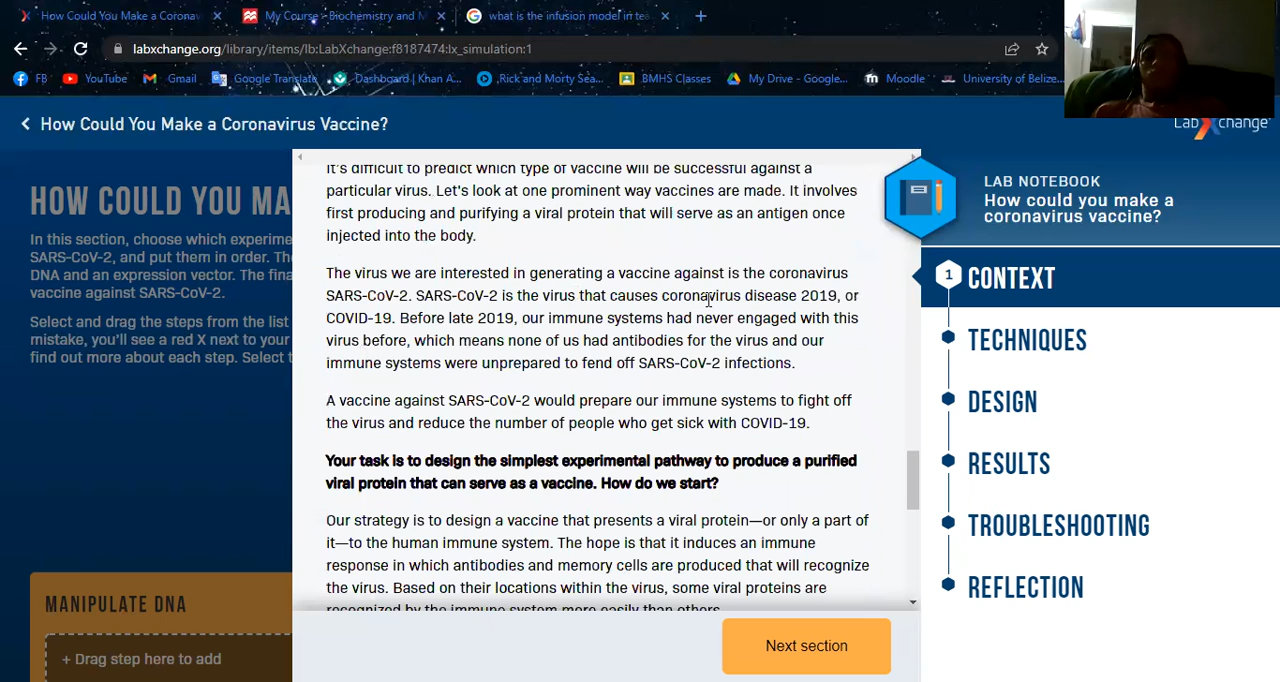 How Could You Make a Coronav
My Course - Biochemistry and M
what is the infusion model in tea
labxchange.org/library/items/lb:LabXchange:f8187474:lx_simulation:1
FB
YouTube
Gmail
Google Translate
Dashboard | Khan A...
Rick and Morty Sea...
BMHS Classes
My Drive - Google...
Moodle
University of Belize...
How Could You Make a Coronavirus Vaccine?
LabXchange
HOW COULD YOU MA
In this section, choose which experime
SARS-CoV-2, and put them in order. Th
DNA and an expression vector. The fina
vaccine against SARS-CoV-2.
Select and drag the steps from the list
mistake, you'll see a red X next to your
find out more about each step. Select t
MANIPULATE DNA
+ Drag step here to add
It's difficult to predict which type of vaccine will be successful against a
particular virus. Let's look at one prominent way vaccines are made. It involves
first producing and purifying a viral protein that will serve as an antigen once
injected into the body.
The virus we are interested in generating a vaccine against is the coronavirus
SARS-CoV-2. SARS-CoV-2 is the virus that causes coronavirus disease 2019, or
COVID-19. Before late 2019, our immune systems had never engaged with this
virus before, which means none of us had antibodies for the virus and our
immune systems were unprepared to fend off SARS-CoV-2 infections.
A vaccine against SARS-CoV-2 would prepare our immune systems to fight off
the virus and reduce the number of people who get sick with COVID-19.
Your task is to design the simplest experimental pathway to produce a purified
viral protein that can serve as a vaccine. How do we start?
Our strategy is to design a vaccine that presents a viral protein—or only a part of
it—to the human immune system. The hope is that it induces an immune
response in which antibodies and memory cells are produced that will recognize
the virus. Based on their locations within the virus, some viral proteins are
recognized by the immune system more easily than others.
Next section
LAB NOTEBOOK
How could you make a
coronavirus vaccine?
1 CONTEXT
TECHNIQUES
DESIGN
RESULTS
TROUBLESHOOTING
REFLECTION